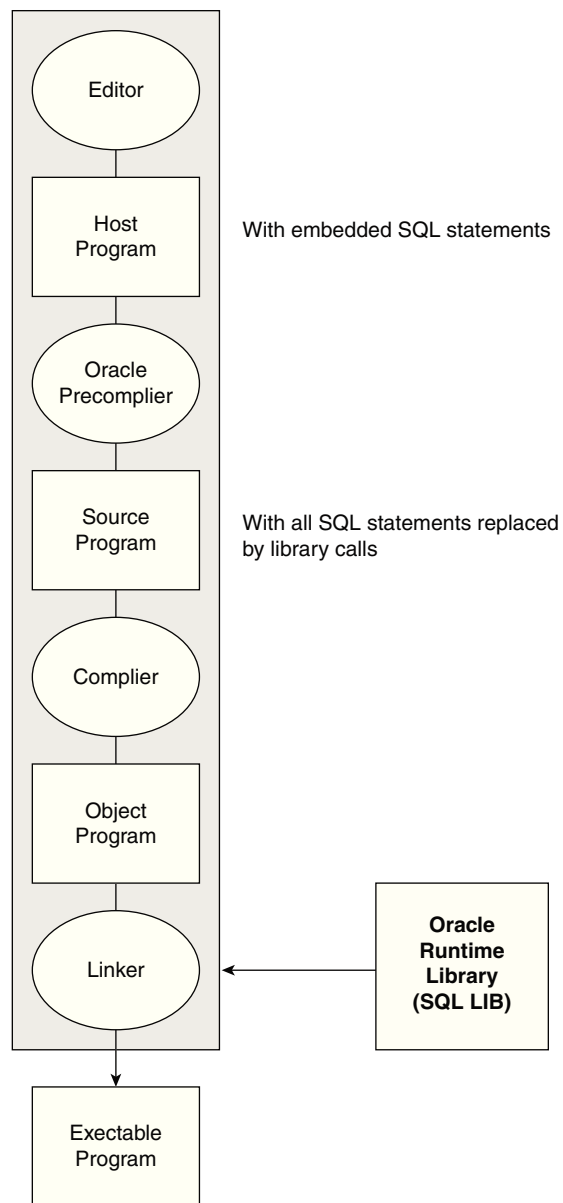 Editor
Host
Program
With embedded SQL statements
Oracle
Precomplier
Source
Program
With all SQL statements replaced
by library calls
Complier
Object
Program
Linker
Oracle
Runtime
Library
(SQL LIB)
Exectable
Program